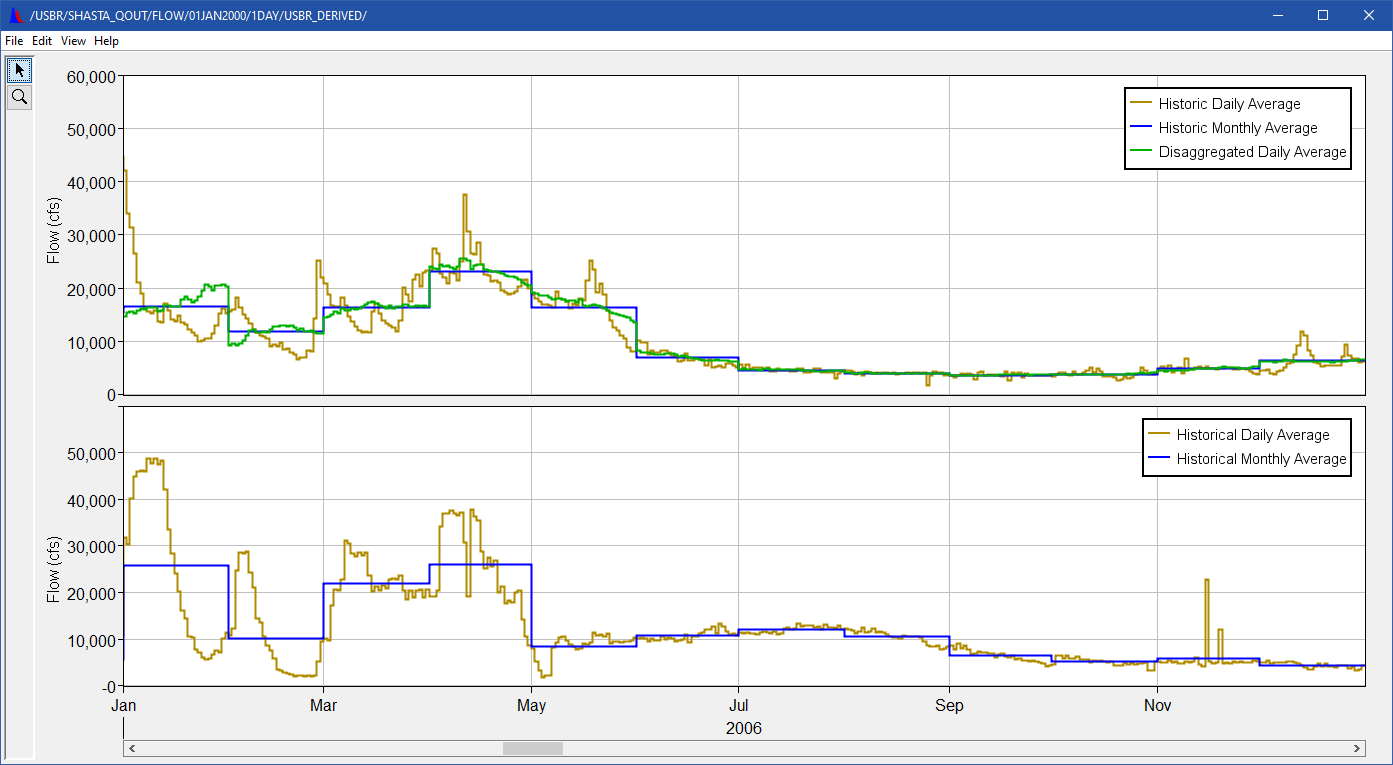 /USBR/SHASTA_QOUT/FLOW/01JAN2000/1DAY/USBR_DERIVED/
File Edit View Help
60,000
50,000
40,000
30,000
20,000
10,000
0
Flow (cfs)
Historic Daily Average
Historic Monthly Average
Disaggregated Daily Average
50,000
40,000
30,000
20,000
10,000
-0
Flow (cfs)
Historical Daily Average
Historical Monthly Average
Jan Mar May Jul Sep Nov
2006